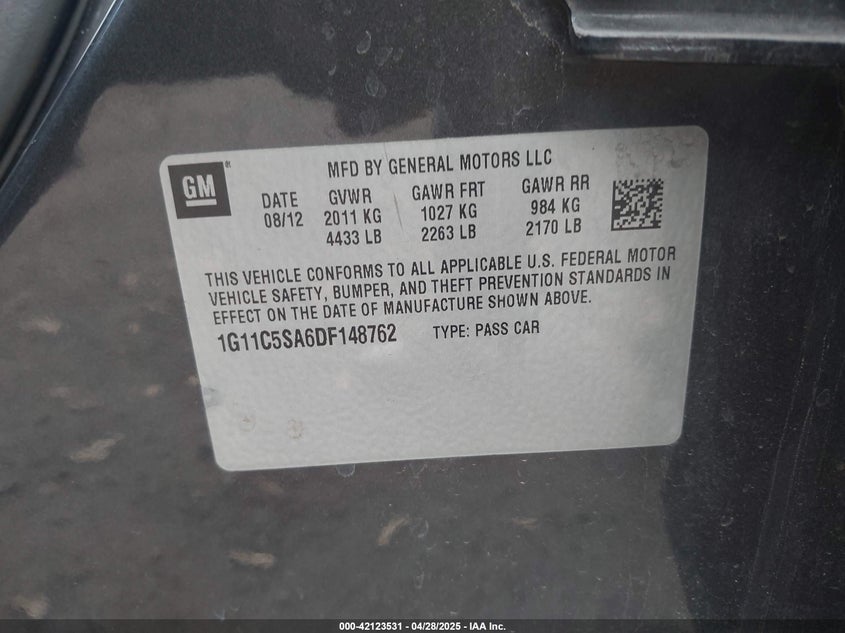 GM
MFD BY GENERAL MOTORS LLC
DATE GVWR GAWR FRT GAWR RR
08/12 2011 KG 1027 KG 984 KG
4433 LB 2263 LB 2170 LB
THIS VEHICLE CONFORMS TO ALL APPLICABLE U.S. FEDERAL MOTOR
VEHICLE SAFETY, BUMPER, AND THEFT PREVENTION STANDARDS IN
EFFECT ON THE DATE OF MANUFACTURE SHOWN ABOVE.
1G11C5SA6DF148762 TYPE: PASS CAR
000-42123531 - 04/28/2025 - IAA Inc.